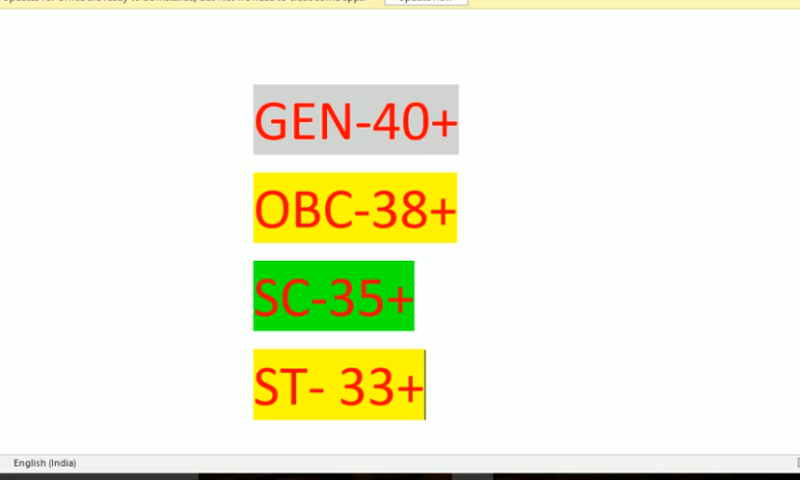 GEN-40+
OBC-38+
SC-35+
ST- 33+
English (India)